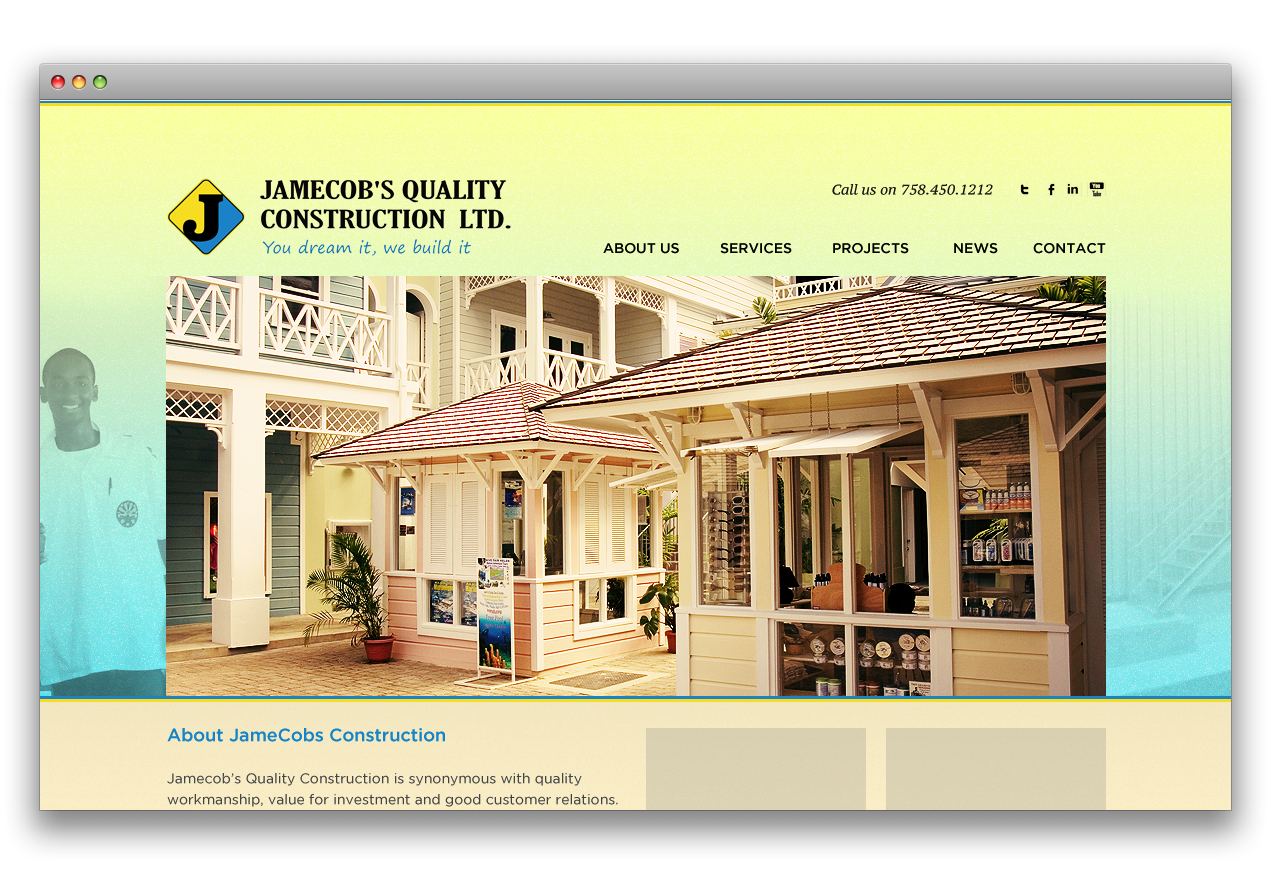 J
JAMECOB'S QUALITY
CONSTRUCTION LTD.
You dream it, we build it
Call us on 758.450.1212
You
Tube
ABOUT US
SERVICES
PROJECTS
NEWS
CONTACT
About JameCobs Construction
Jamecob's Quality Construction is synonymous with quality
workmanship, value for investment and good customer relations.